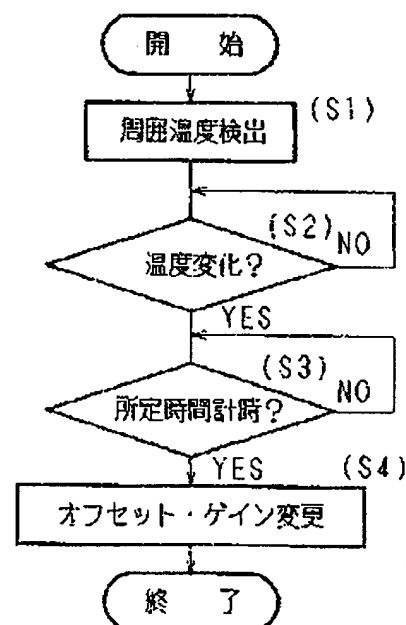 開 始
(S1)
周囲温度検出
(S2)
NO
温度変化?
YES
(S3)
NO
所定時間計時?
YES
(S4)
オフセット・ゲイン変更
終 了